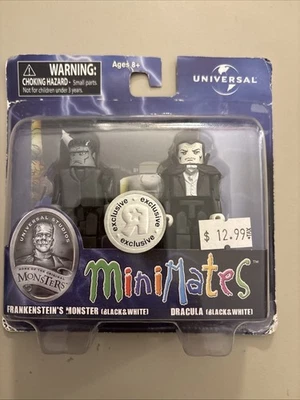 WARNING:
CHOKING HAZARD - Small parts.
Not for children under 3 years.
Ages 8+
UNIVERSAL
exclusive
exclusive
$ 12.99
UNIVERSAL STUDIOS
MONSTERS
MiniMates™
FRANKENSTEIN'S MONSTER (BLACK&WHITE)
DRACULA (BLACK&WHITE)